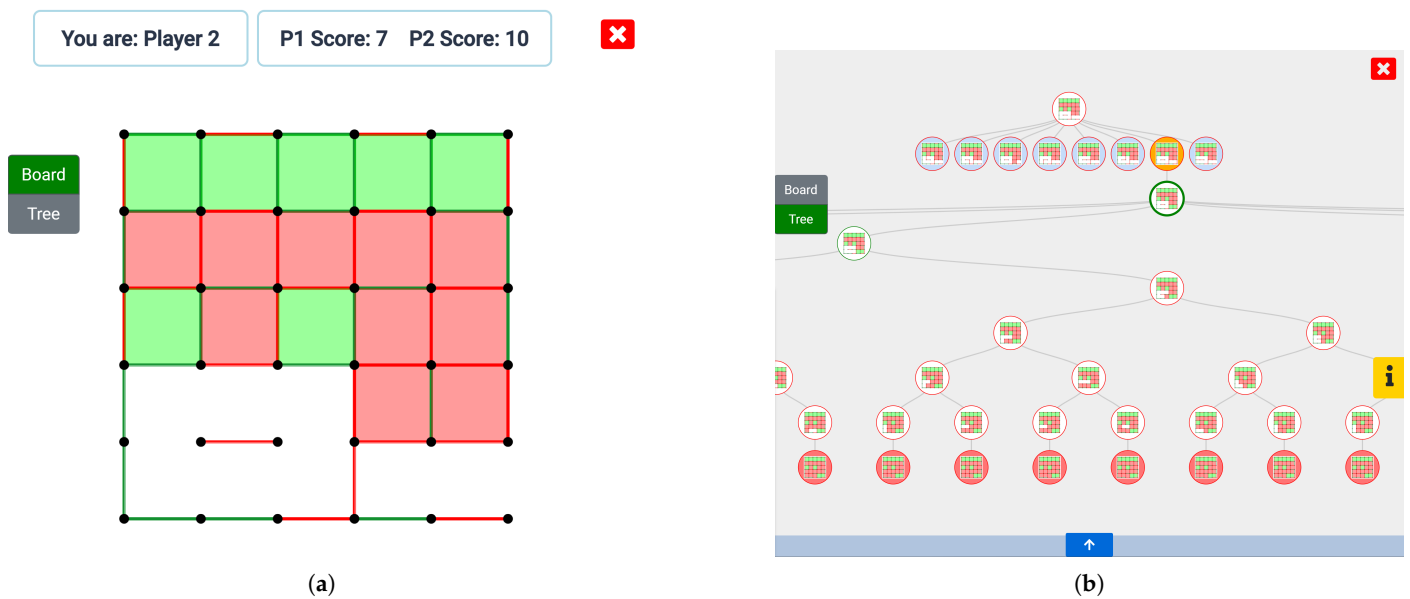 You are: Player 2
P1 Score: 7 P2 Score: 10
Board
Tree
(a)
Board
Tree
i
(b)